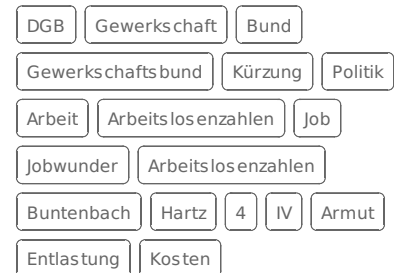 DGB Gewerkschaft Bund
Gewerkschaftsbund Kürzung Politik
Arbeit Arbeitslosenzahlen Job
Jobwunder Arbeitslosenzahlen
Buntenbach Hartz 4 IV Armut
Entlastung Kosten